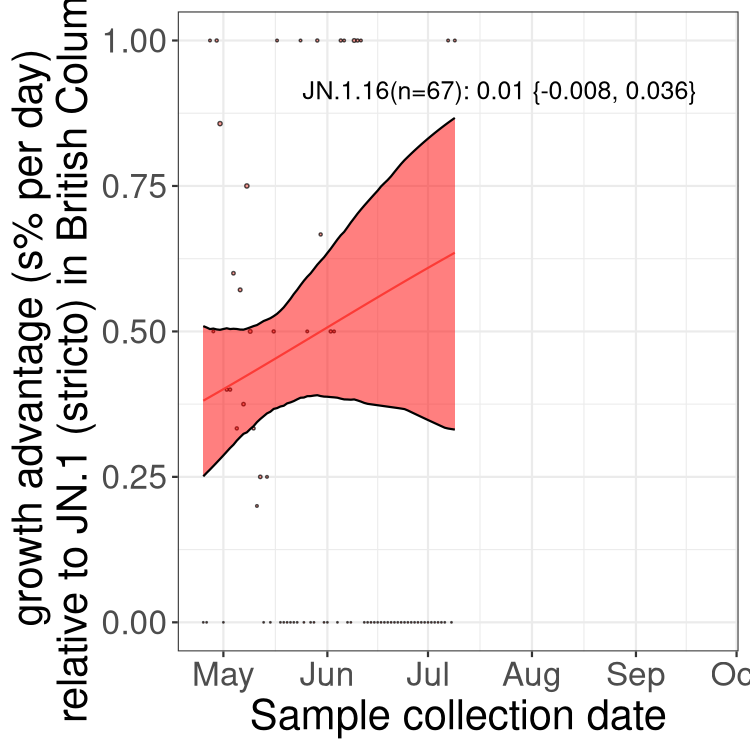 growth advantage (s% per day)
relative to JN.1 (stricto) in British Colum
1.00
0.75
0.50
0.25
0.00
JN.1.16(n=67): 0.01 {-0.008, 0.036}
May Jun Jul Aug Sep Oc
Sample collection date